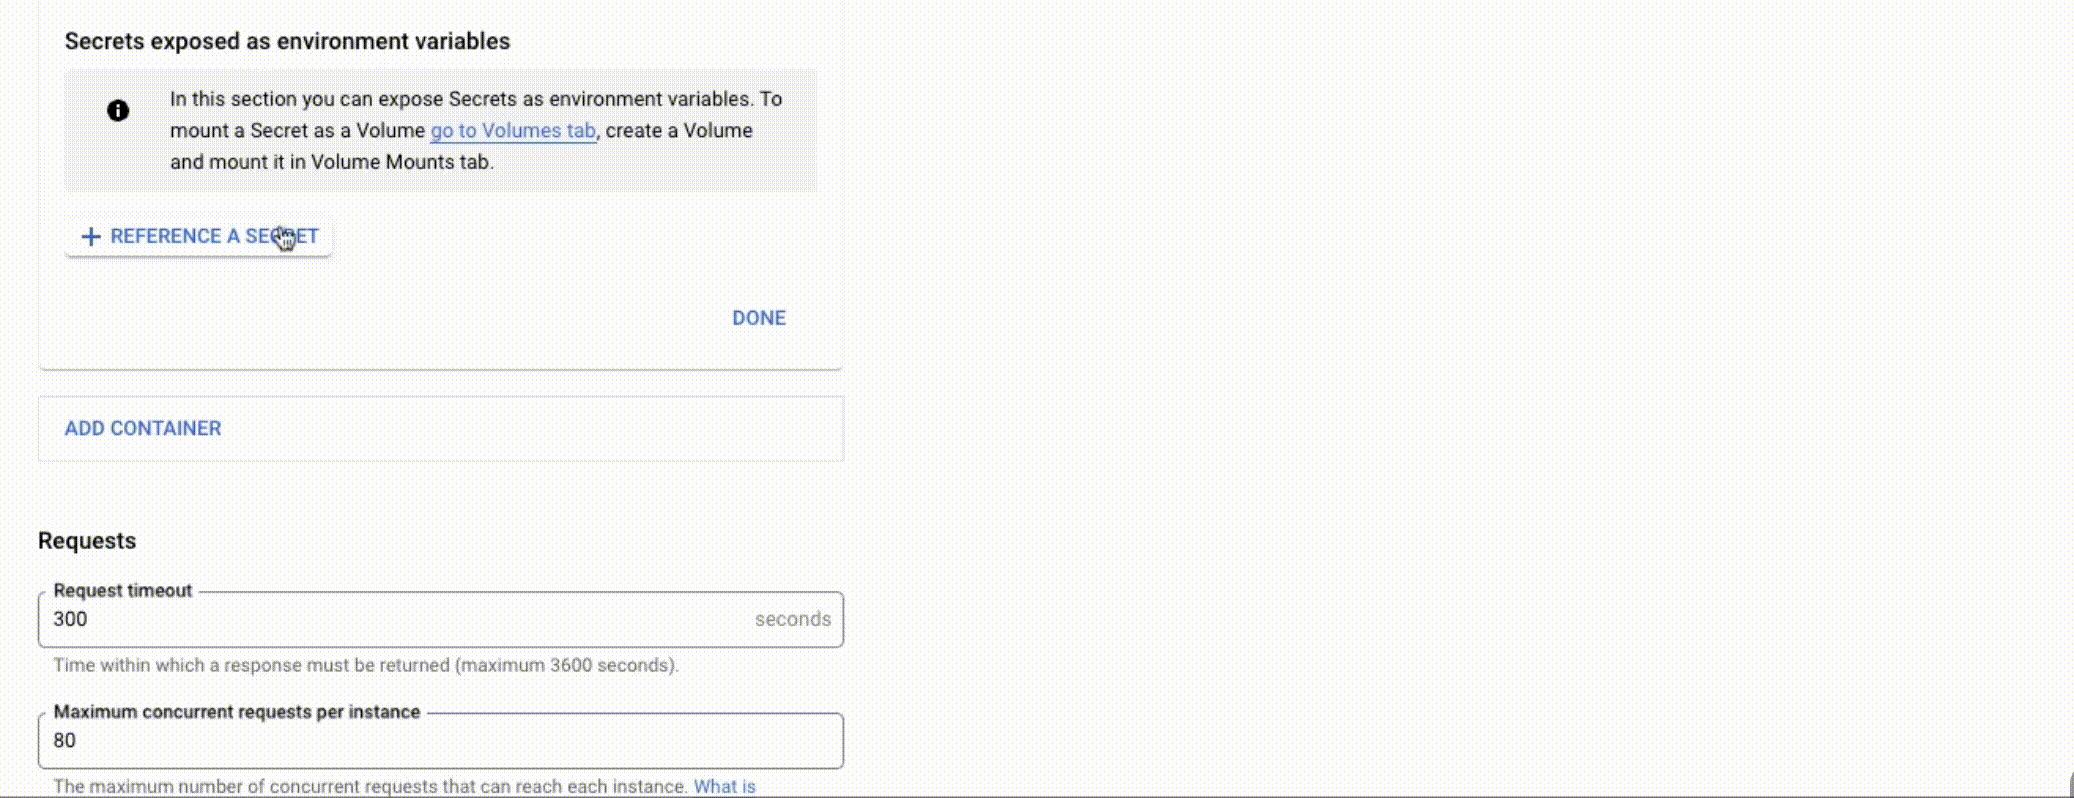 Secrets exposed as environment variables
In this section you can expose Secrets as environment variables. To
mount a Secret as a Volume go to Volumes tab, create a Volume
and mount it in Volume Mounts tab.
REFERENCE A SECRET
DONE
ADD CONTAINER
Requests
Request timeout
300 seconds
Time within which a response must be returned (maximum 3600 seconds).
Maximum concurrent requests per instance
80
The maximum number of concurrent requests that can reach each instance. What is